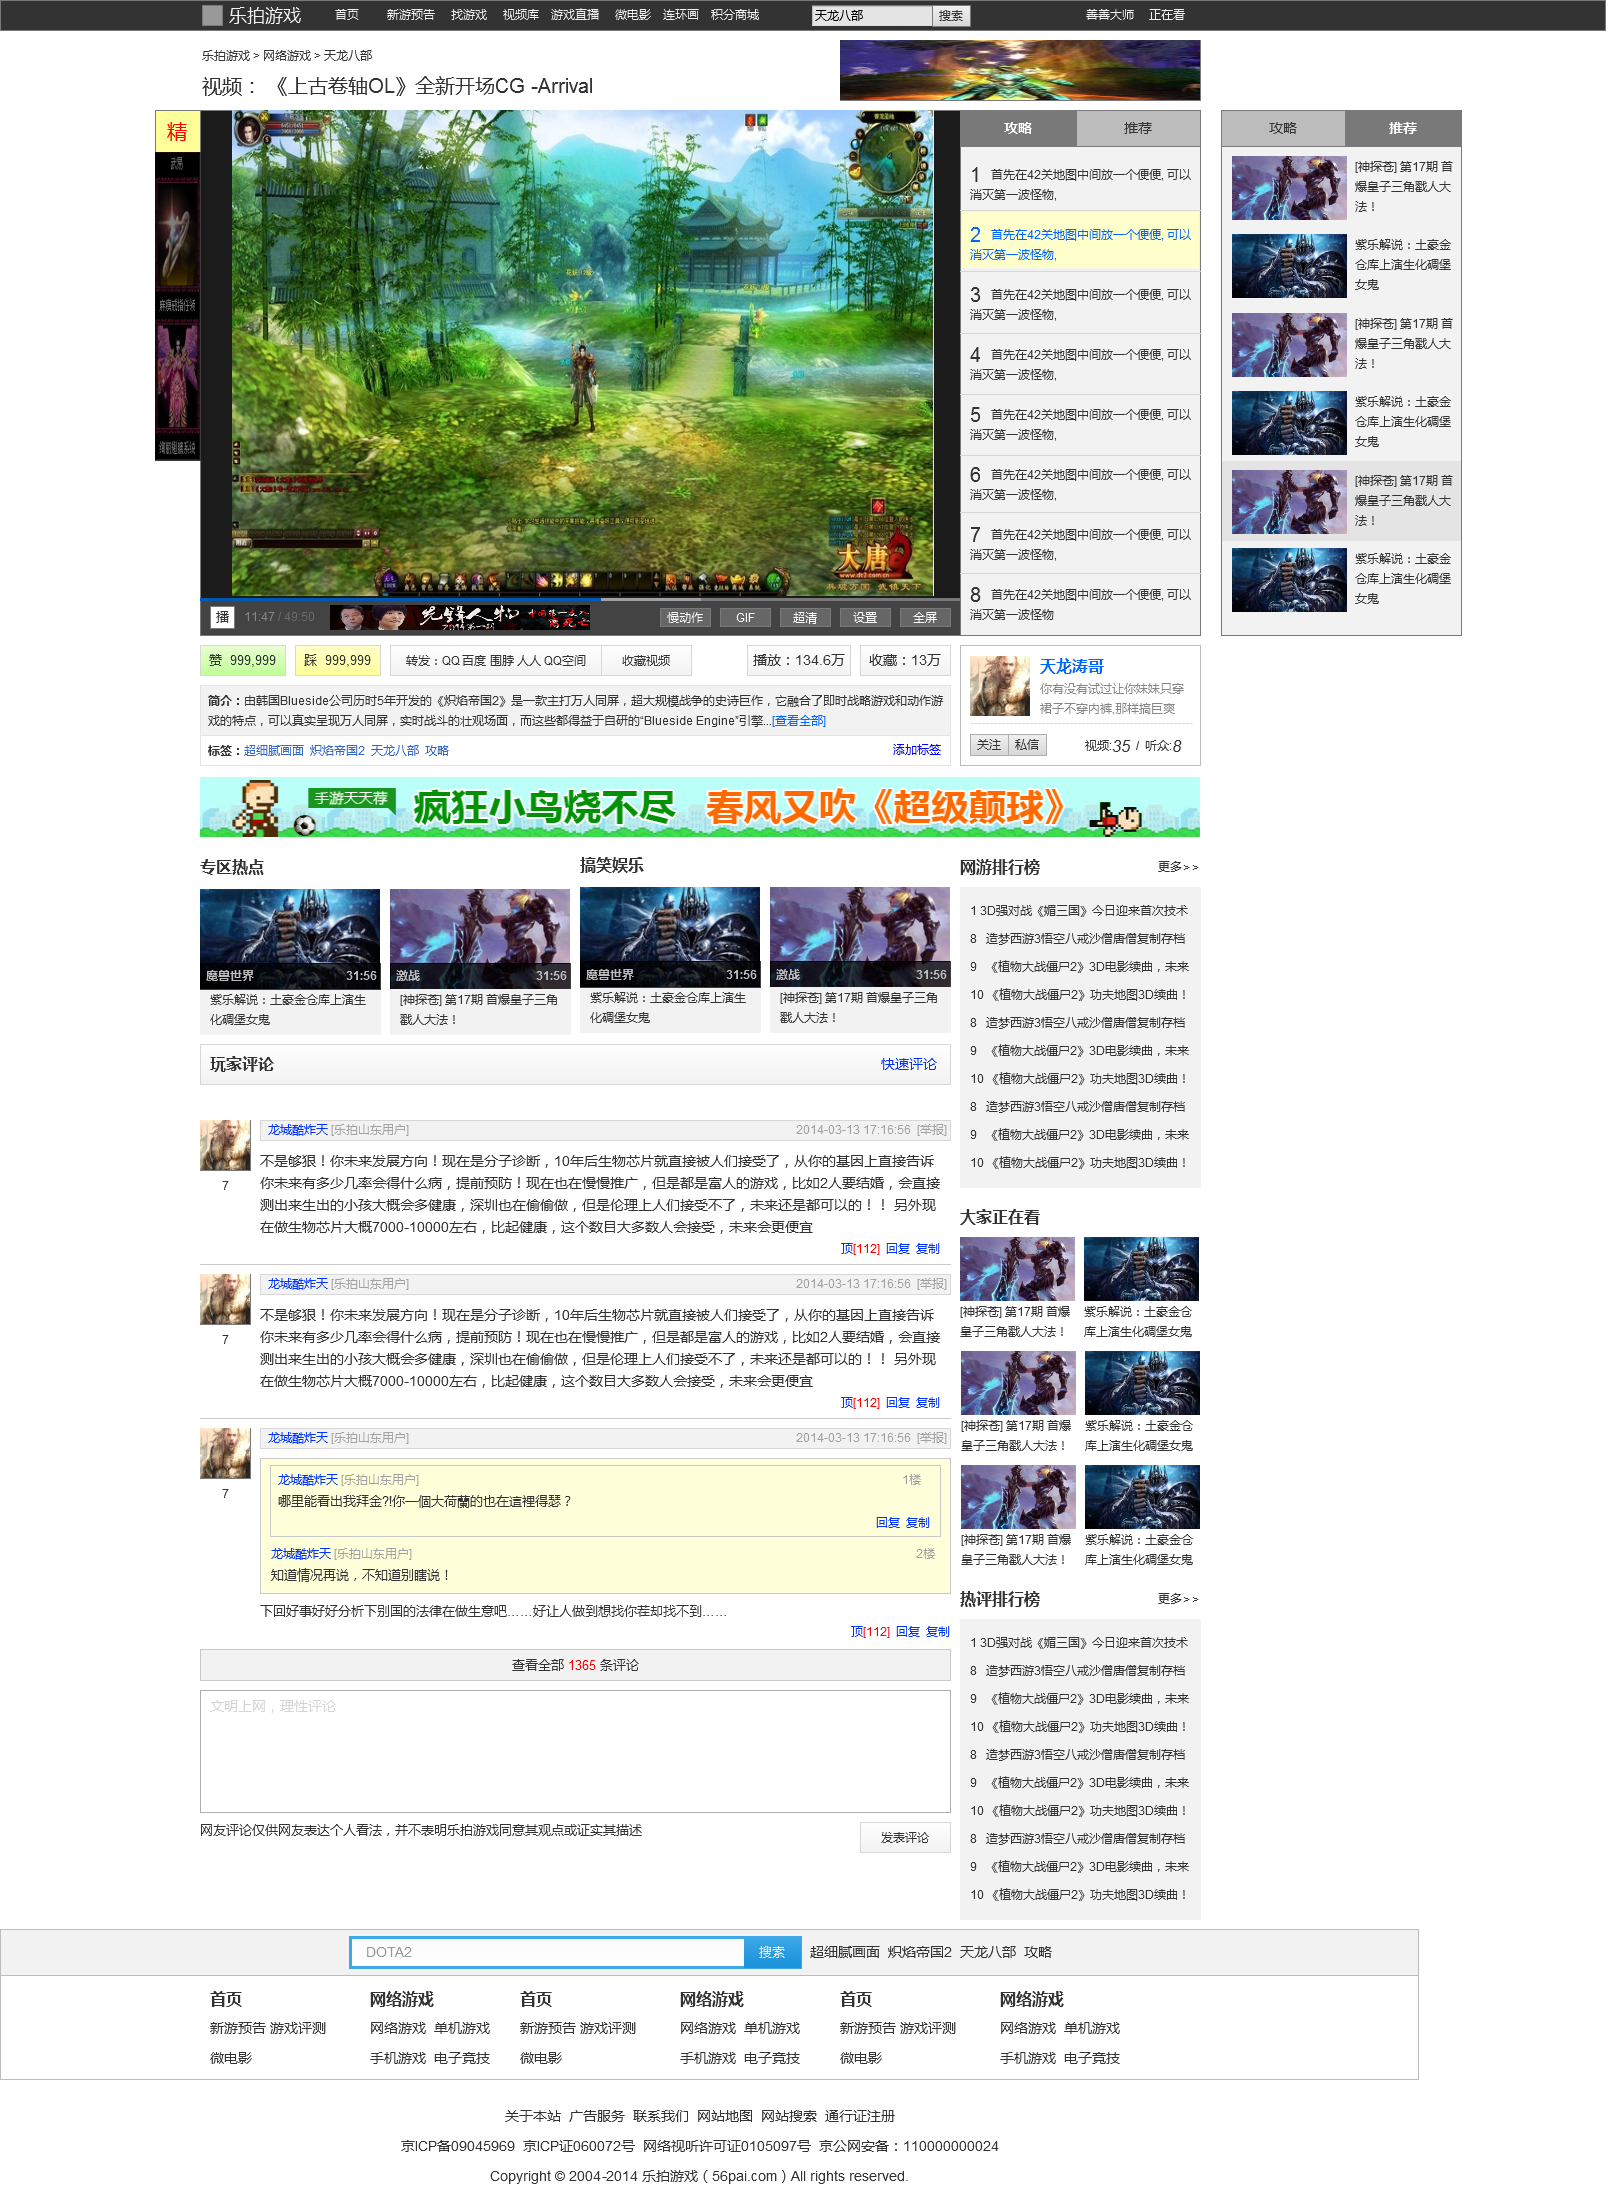 乐拍游戏 首页 新游预告 找游戏 视频库 游戏直播 微电影 连环画 积分商城 天龙八部 搜索 善善大师 正在看
乐拍游戏 > 网络游戏 > 天龙八部
视频：《上古卷轴OL》全新开场CG -Arrival
精
武易
麻痹戒指任领
绚丽翅膀系统
大唐2
www.dt2.com.cn
播 11:47 / 49:50 先锋人物 慢动作 GIF 超清 设置 全屏
攻略 推荐
1 首先在42关地图中间放一个便便, 可以
消灭第一波怪物,
2 首先在42关地图中间放一个便便, 可以
消灭第一波怪物,
3 首先在42关地图中间放一个便便, 可以
消灭第一波怪物,
4 首先在42关地图中间放一个便便, 可以
消灭第一波怪物,
5 首先在42关地图中间放一个便便, 可以
消灭第一波怪物,
6 首先在42关地图中间放一个便便, 可以
消灭第一波怪物,
7 首先在42关地图中间放一个便便, 可以
消灭第一波怪物,
8 首先在42关地图中间放一个便便, 可以
消灭第一波怪物
攻略 推荐
[神探苍] 第17期 首
爆皇子三角戳人大
法！
紫乐解说：土豪金
仓库上演生化碉堡
女鬼
[神探苍] 第17期 首
爆皇子三角戳人大
法！
紫乐解说：土豪金
仓库上演生化碉堡
女鬼
[神探苍] 第17期 首
爆皇子三角戳人大
法！
紫乐解说：土豪金
仓库上演生化碉堡
女鬼
赞 999,999 踩 999,999 转发：QQ 百度 围脖 人人 QQ空间 收藏视频 播放：134.6万 收藏：13万
简介：由韩国Blueside公司历时5年开发的《炽焰帝国2》是一款主打万人同屏，超大规模战争的史诗巨作，它融合了即时战略游戏和动作游
戏的特点，可以真实呈现万人同屏，实时战斗的壮观场面，而这些都得益于自研的“Blueside Engine”引擎...[查看全部]
标签：超细腻画面 炽焰帝国2 天龙八部 攻略 添加标签
天龙涛哥
你有没有试过让你妹妹只穿
裙子不穿内裤,那样搞巨爽
关注 私信 视频:35 / 听众:8
手游天天荐 疯狂小鸟烧不尽 春风又吹《超级颠球》
专区热点
魔兽世界 31:56
紫乐解说：土豪金仓库上演生
化碉堡女鬼
激战 31:56
[神探苍] 第17期 首爆皇子三角
戳人大法！
搞笑娱乐
魔兽世界 31:56
紫乐解说：土豪金仓库上演生
化碉堡女鬼
激战 31:56
[神探苍] 第17期 首爆皇子三角
戳人大法！
网游排行榜 更多>>
1 3D强对战《媚三国》今日迎来首次技术
8 造梦西游3悟空八戒沙僧唐僧复制存档
9 《植物大战僵尸2》3D电影续曲，未来
10 《植物大战僵尸2》功夫地图3D续曲！
8 造梦西游3悟空八戒沙僧唐僧复制存档
9 《植物大战僵尸2》3D电影续曲，未来
10 《植物大战僵尸2》功夫地图3D续曲！
8 造梦西游3悟空八戒沙僧唐僧复制存档
9 《植物大战僵尸2》3D电影续曲，未来
10 《植物大战僵尸2》功夫地图3D续曲！
玩家评论 快速评论
龙城酷炸天 [乐拍山东用户] 2014-03-13 17:16:56 [举报]
7
不是够狠！你未来发展方向！现在是分子诊断，10年后生物芯片就直接被人们接受了，从你的基因上直接告诉
你未来有多少几率会得什么病，提前预防！现在也在慢慢推广，但是都是富人的游戏，比如2人要结婚，会直接
测出来生出的小孩大概会多健康，深圳也在偷偷做，但是伦理上人们接受不了，未来还是都可以的！！ 另外现
在做生物芯片大概7000-10000左右，比起健康，这个数目大多数人会接受，未来会更便宜
顶[112] 回复 复制
龙城酷炸天 [乐拍山东用户] 2014-03-13 17:16:56 [举报]
7
不是够狠！你未来发展方向！现在是分子诊断，10年后生物芯片就直接被人们接受了，从你的基因上直接告诉
你未来有多少几率会得什么病，提前预防！现在也在慢慢推广，但是都是富人的游戏，比如2人要结婚，会直接
测出来生出的小孩大概会多健康，深圳也在偷偷做，但是伦理上人们接受不了，未来还是都可以的！！ 另外现
在做生物芯片大概7000-10000左右，比起健康，这个数目大多数人会接受，未来会更便宜
顶[112] 回复 复制
龙城酷炸天 [乐拍山东用户] 2014-03-13 17:16:56 [举报]
7
龙城酷炸天 [乐拍山东用户] 1楼
哪里能看出我拜金?!你一個大荷蘭的也在這裡得瑟？
回复 复制
龙城酷炸天 [乐拍山东用户] 2楼
知道情况再说，不知道别瞎说！
下回好事好好分析下别国的法律在做生意吧……好让人做到想找你茬却找不到……
顶[112] 回复 复制
查看全部 1365 条评论
文明上网，理性评论
网友评论仅供网友表达个人看法，并不表明乐拍游戏同意其观点或证实其描述 发表评论
大家正在看
[神探苍] 第17期 首爆
皇子三角戳人大法！
紫乐解说：土豪金仓
库上演生化碉堡女鬼
[神探苍] 第17期 首爆
皇子三角戳人大法！
紫乐解说：土豪金仓
库上演生化碉堡女鬼
[神探苍] 第17期 首爆
皇子三角戳人大法！
紫乐解说：土豪金仓
库上演生化碉堡女鬼
热评排行榜 更多>>
1 3D强对战《媚三国》今日迎来首次技术
8 造梦西游3悟空八戒沙僧唐僧复制存档
9 《植物大战僵尸2》3D电影续曲，未来
10 《植物大战僵尸2》功夫地图3D续曲！
8 造梦西游3悟空八戒沙僧唐僧复制存档
9 《植物大战僵尸2》3D电影续曲，未来
10 《植物大战僵尸2》功夫地图3D续曲！
8 造梦西游3悟空八戒沙僧唐僧复制存档
9 《植物大战僵尸2》3D电影续曲，未来
10 《植物大战僵尸2》功夫地图3D续曲！
DOTA2 搜索 超细腻画面 炽焰帝国2 天龙八部 攻略
首页 网络游戏 首页 网络游戏 首页 网络游戏
新游预告 游戏评测 网络游戏 单机游戏 新游预告 游戏评测 网络游戏 单机游戏 新游预告 游戏评测 网络游戏 单机游戏
微电影 手机游戏 电子竞技 微电影 手机游戏 电子竞技 微电影 手机游戏 电子竞技
关于本站 广告服务 联系我们 网站地图 网站搜索 通行证注册
京ICP备09045969 京ICP证060072号 网络视听许可证0105097号 京公网安备：110000000024
Copyright © 2004-2014 乐拍游戏（56pai.com）All rights reserved.